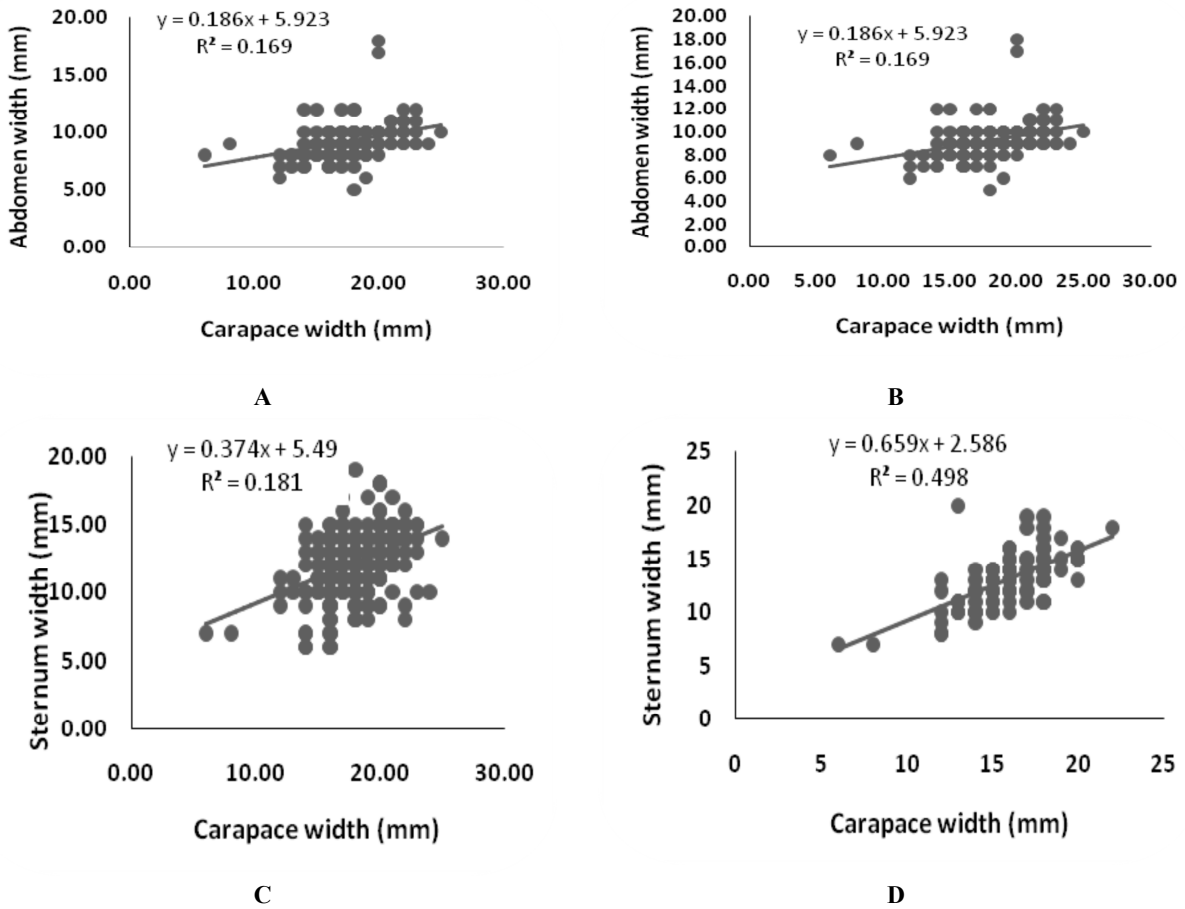 y = 0.186x + 5.923
R² = 0.169
Abdomen width (mm)
20.00
15.00
10.00
5.00
0.00
0.00 10.00 20.00 30.00
Carapace width (mm)
A
y = 0.186x + 5.923
R² = 0.169
Abdomen width (mm)
20.00
18.00
16.00
14.00
12.00
10.00
8.00
6.00
4.00
2.00
0.00
0.00 5.00 10.00 15.00 20.00 25.00 30.00
Carapace width (mm)
B
y = 0.374x + 5.49
R² = 0.181
Sternum width (mm)
20.00
15.00
10.00
5.00
0.00
0.00 10.00 20.00 30.00
Carapace width (mm)
C
y = 0.659x + 2.586
R² = 0.498
Sternum width (mm)
25
20
15
10
5
0
0 5 10 15 20 25
Carapace width (mm)
D